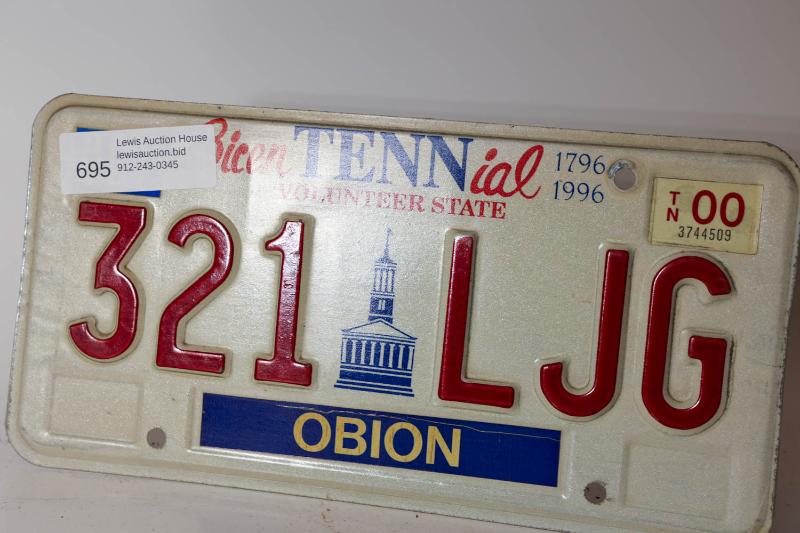 695
Lewis Auction House
lewisauction.bid
912-243-0345
BicenTENNial
1796
1996
VOLUNTEER STATE
TN 00
3744509
321 LJG
OBION